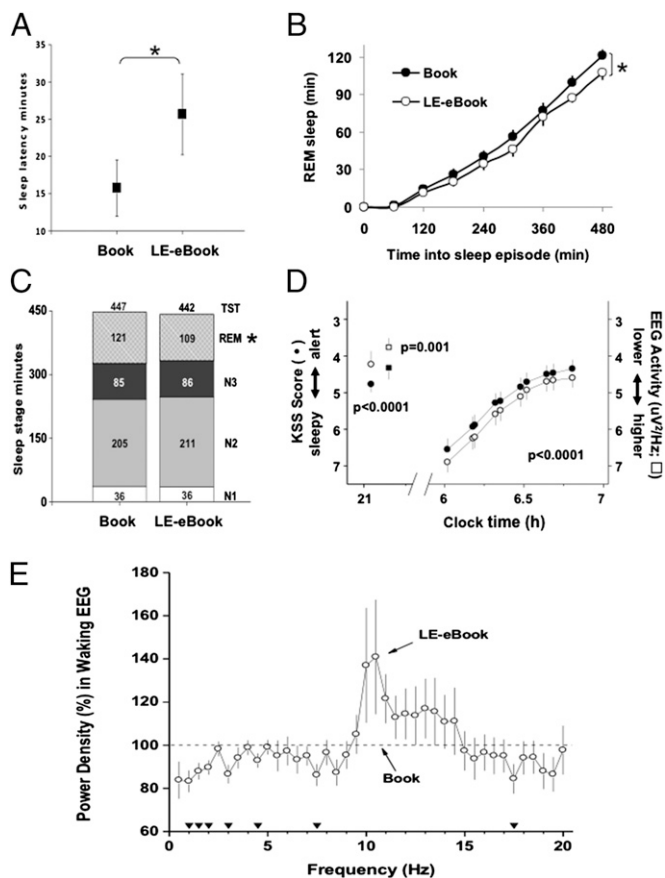 A
Sleep latency minutes
35
30
25
20
15
10
*
Book LE-eBook
B
REM sleep (min)
120
90
60
30
0
Book
LE-eBook
*
0 60 120 180 240 300 360 420 480
Time into sleep episode (min)
C
Sleep stage minutes
450
300
150
0
447 442 TST
121 109 REM *
85 86 N3
205 211 N2
36 36 N1
Book LE-eBook
D
KSS Score (•)
sleepy ↔ alert
3
4
5
6
7
p=0.001
p<0.0001
p<0.0001
3
4
5
6
7
EEG Activity (uV²/Hz; □)
higher ↔ lower
21 6 6.5 7
Clock time (h)
E
Power Density (%) in Waking EEG
180
160
140
120
100
80
60
LE-eBook
Book
0 5 10 15 20
Frequency (Hz)